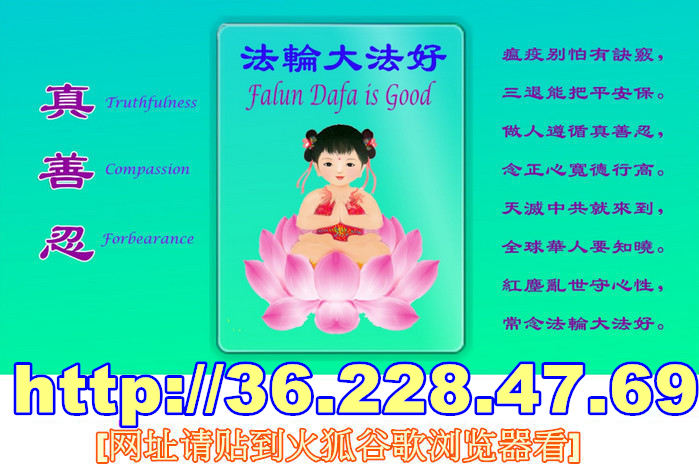 真 Truthfulness
善 Compassion
忍 Forbearance
法輪大法好
Falun Dafa is Good
瘟疫别怕有訣竅，
三退能把平安保。
做人遵循真善忍，
念正心寬德行高。
天滅中共就來到，
全球華人要知曉。
紅塵亂世守心性，
常念法輪大法好。
http://36.228.47.69
[网址请贴到火狐谷歌浏览器看]